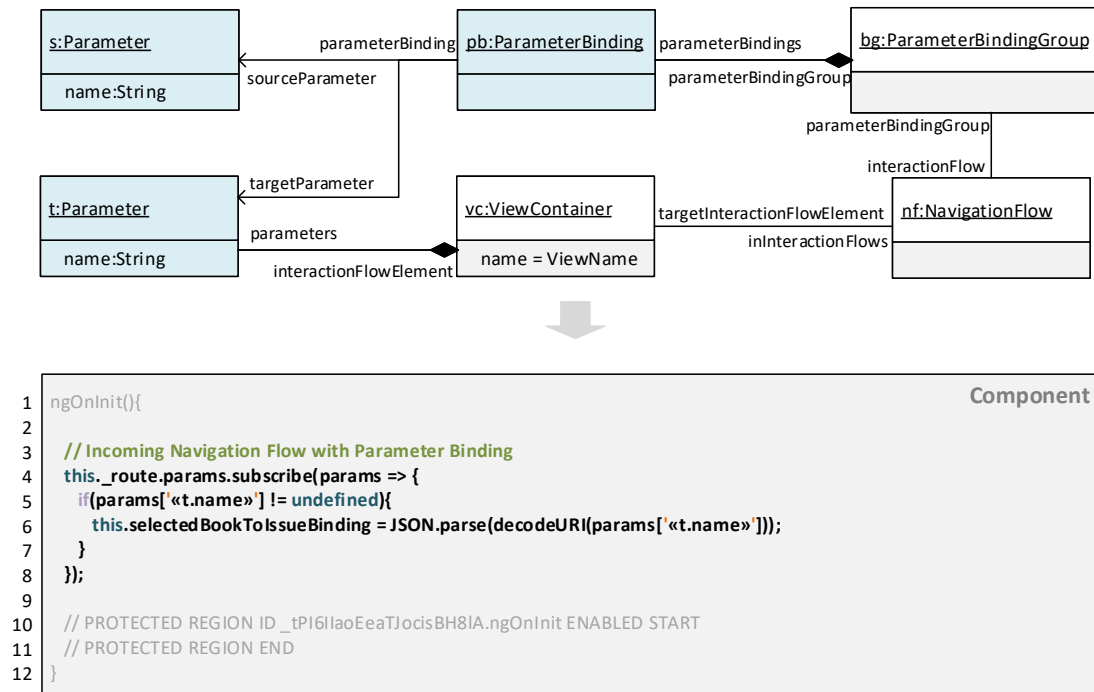 s:Parameter
name:String
parameterBinding
sourceParameter
pb:ParameterBinding
parameterBindings
parameterBindingGroup
bg:ParameterBindingGroup
parameterBindingGroup
interactionFlow
t:Parameter
name:String
targetParameter
parameters
interactionFlowElement
vc:ViewContainer
name = ViewName
targetInteractionFlowElement
inInteractionFlows
nf:NavigationFlow
Component
1 ngOnInit(){
2
3 // Incoming Navigation Flow with Parameter Binding
4 this._route.params.subscribe(params => {
5 if(params['«t.name»'] != undefined){
6 this.selectedBookToIssueBinding = JSON.parse(decodeURI(params['«t.name»']));
7 }
8 });
9
10 // PROTECTED REGION ID _tPI6IIaoEeaTJocisBH8lA.ngOnInit ENABLED START
11 // PROTECTED REGION END
12 }